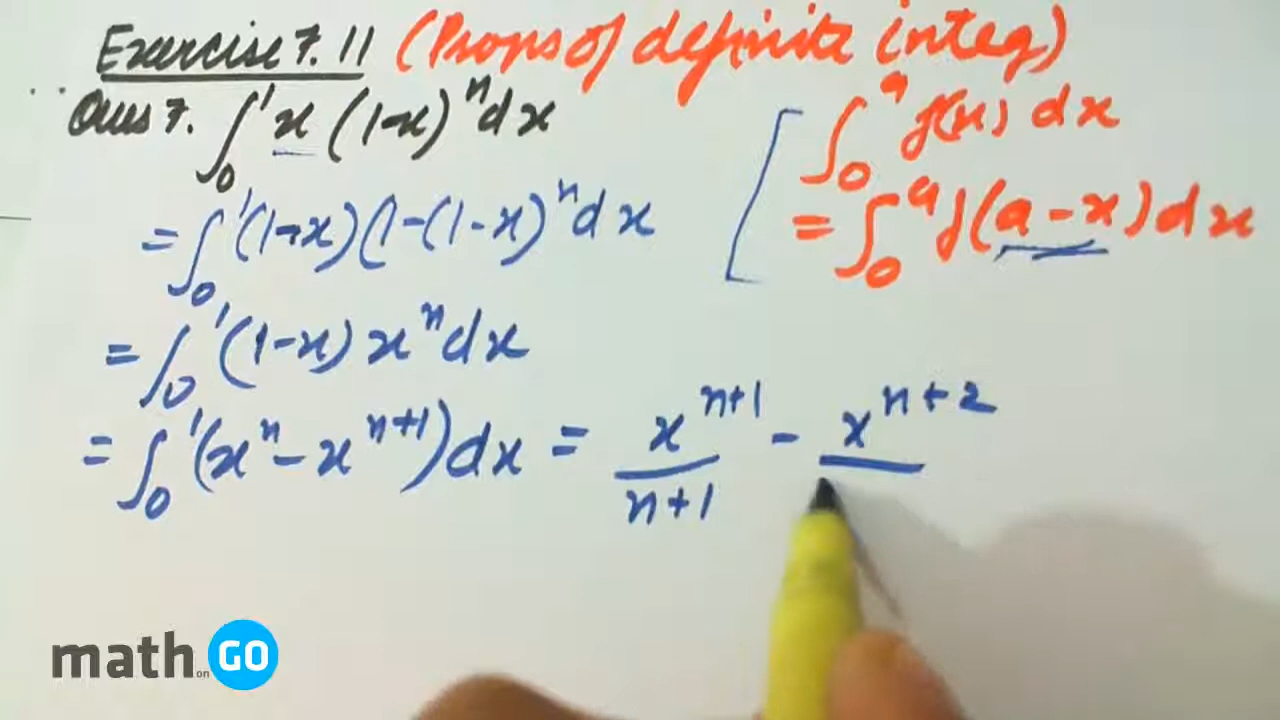 Exercise 7.11 (Props of definite integ)
Ques 7. ∫₀¹ x (1-x)ⁿ dx
[ ∫₀ᵃ f(x) dx
= ∫₀ᵃ f(a-x) dx
= ∫₀¹ (1-x)(1-(1-x)ⁿ dx
= ∫₀¹ (1-x) xⁿ dx
= ∫₀¹ (xⁿ - xⁿ⁺¹) dx = xⁿ⁺¹/n+1 - xⁿ⁺²
math on GO